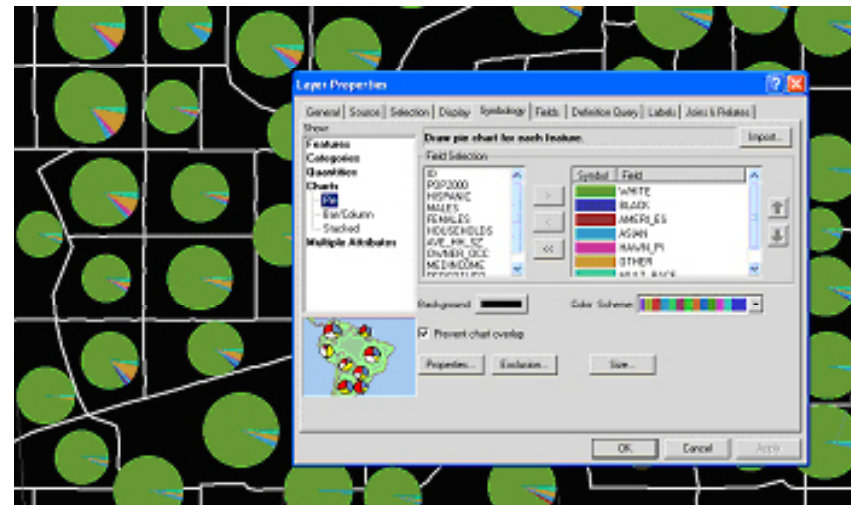 Layer Properties
General Source Selection Display Symbology Fields Definition Query Labels Joins & Relates
Show:
Features
Categories
Quantities
Charts
Pie
Bar/Column
Stacked
Multiple Attributes
Draw pie chart for each feature.
Import...
Field Selection
ID
POP2000
HISPANIC
MALES
FEMALES
HOUSEHOLDS
AVE_HH_SZ
OWNER_OCC
MEDINCOME
>
<
<<
Symbol Field
WHITE
BLACK
AMERI_ES
ASIAN
HAWN_PI
OTHER
MULT_RACE
Background:
Color Scheme:
Prevent chart overlap
Properties... Exclusion... Size...
OK Cancel Apply